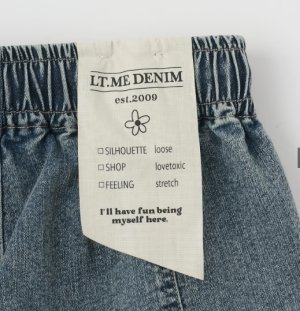 LT.ME DENIM
est.2009
□SILHOUETTE loose
□SHOP lovetoxic
□FEELING stretch
I'll have fun being
myself here.